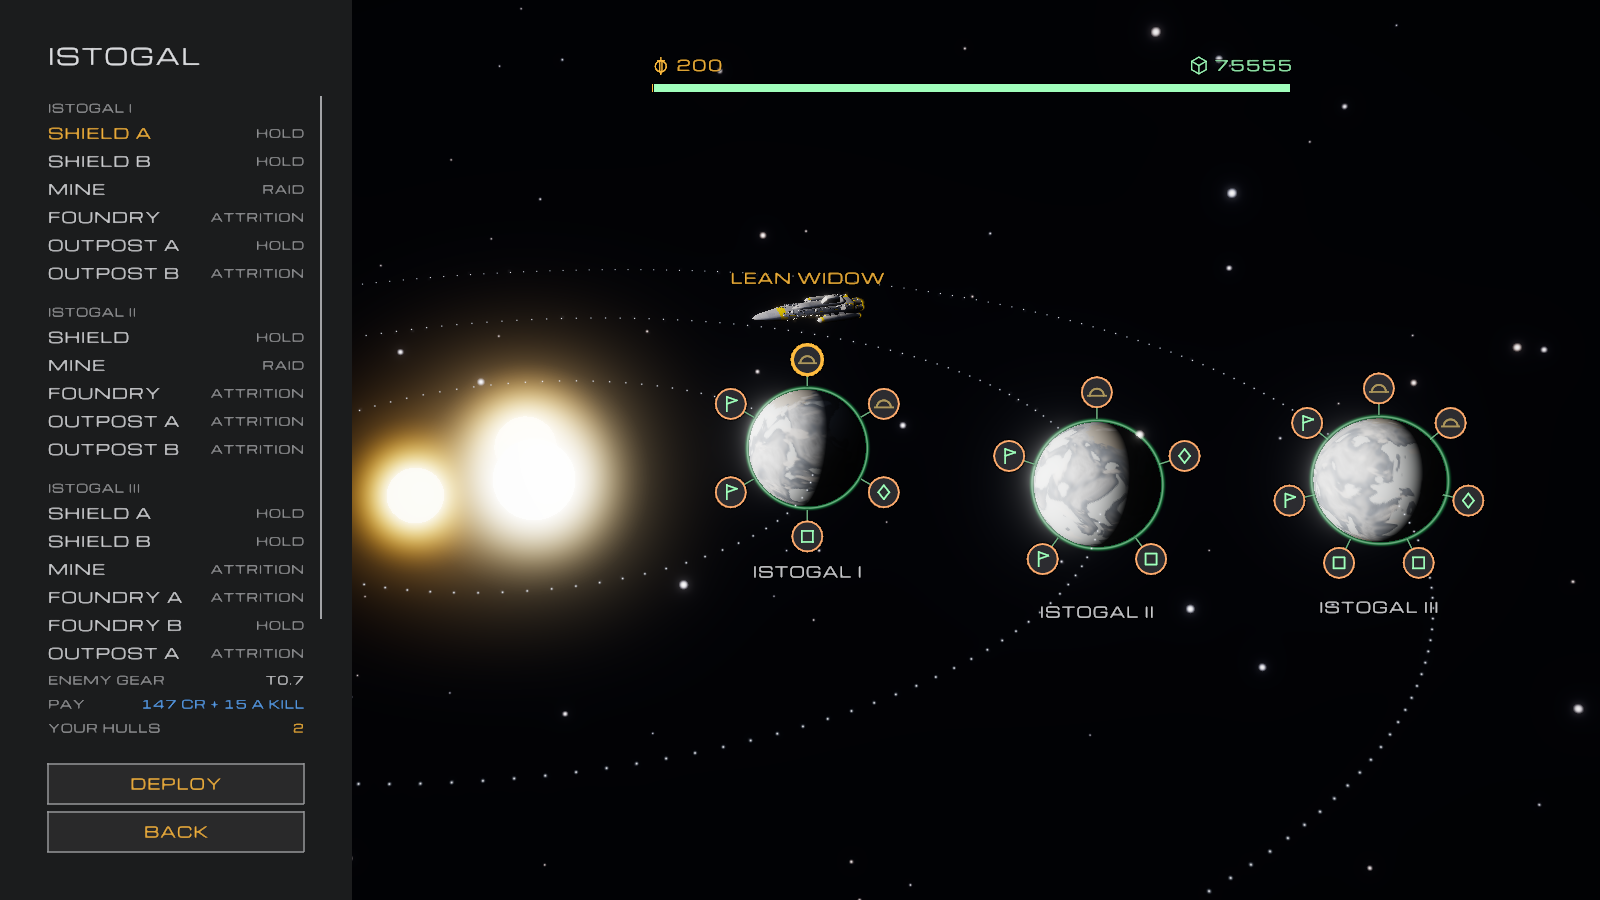 ISTOGAL
ISTOGAL I
SHIELD A HOLD
SHIELD B HOLD
MINE RAID
FOUNDRY ATTRITION
OUTPOST A HOLD
OUTPOST B ATTRITION
ISTOGAL II
SHIELD HOLD
MINE RAID
FOUNDRY ATTRITION
OUTPOST A ATTRITION
OUTPOST B ATTRITION
ISTOGAL III
SHIELD A HOLD
SHIELD B HOLD
MINE ATTRITION
FOUNDRY A ATTRITION
FOUNDRY B HOLD
OUTPOST A ATTRITION
ENEMY GEAR T0.7
PAY 147 CR + 15 A KILL
YOUR HULLS 2
DEPLOY
BACK
200
75555
LEAN WIDOW
ISTOGAL I
ISTOGAL II
ISTOGAL III